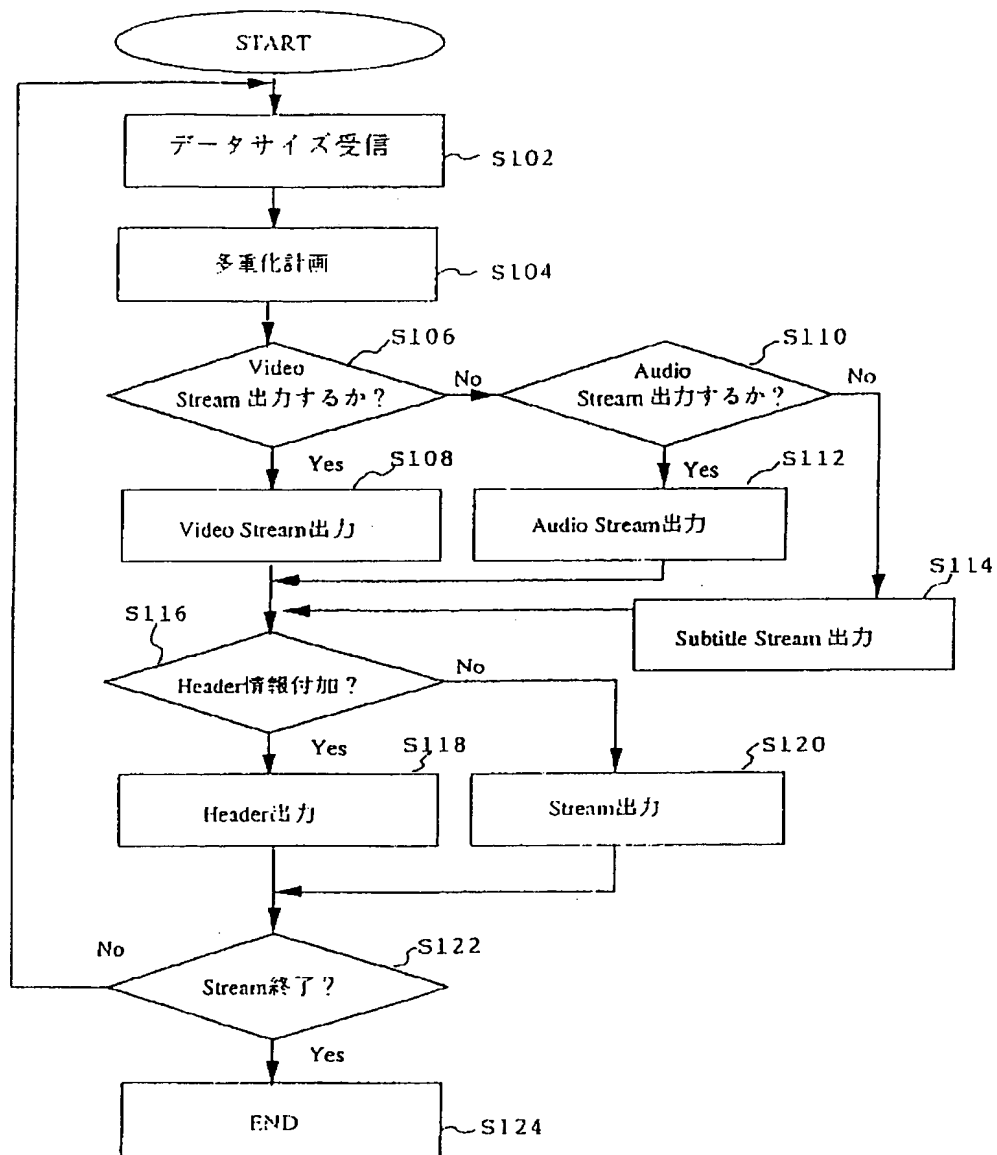 START
データサイズ受信
S102
多重化計画
S104
S106
Video
Stream 出力するか？
No
S110
Audio
Stream 出力するか？
No
Yes
S108
Video Stream出力
Yes
S112
Audio Stream出力
S114
Subtitle Stream 出力
S116
Header情報付加？
No
Yes
S118
Header出力
S120
Stream出力
No
S122
Stream終了？
Yes
END
S124